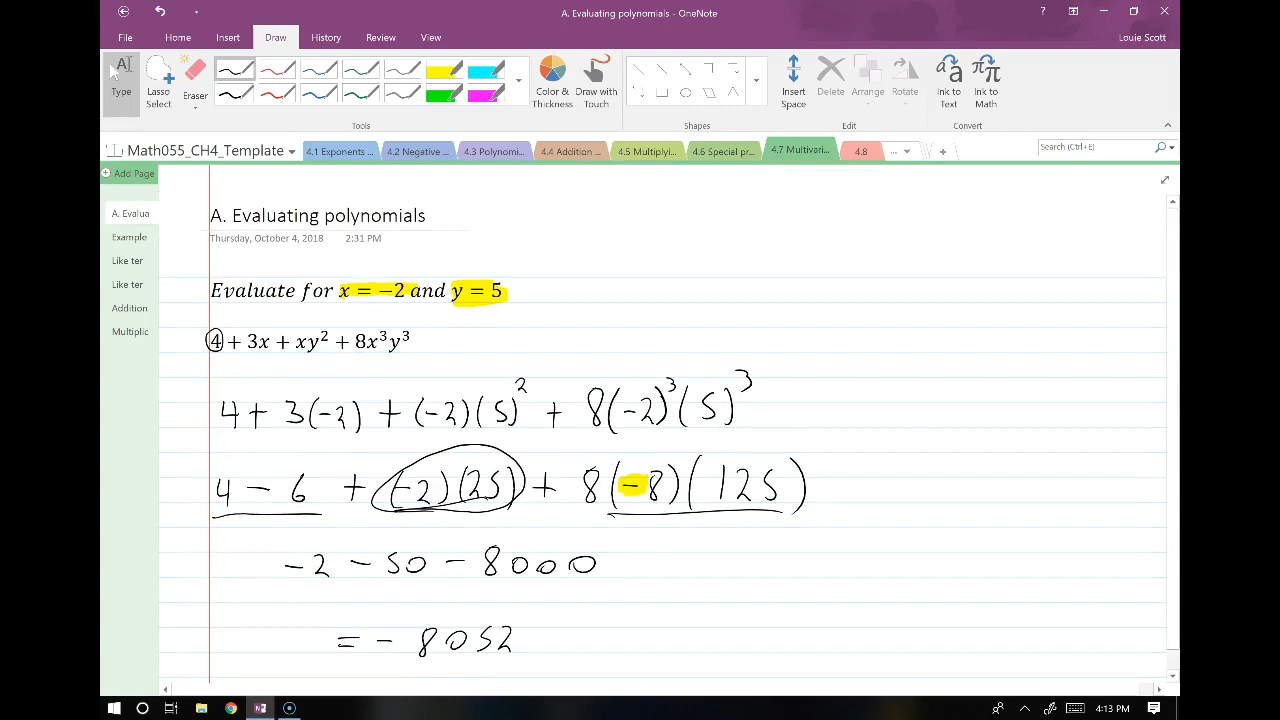 A. Evaluating polynomials - OneNote
?
File Home Insert Draw History Review View
Louie Scott
Type
Lasso Select
Eraser
Color & Thickness
Draw with Touch
Insert Space
Delete
Arrange
Rotate
Ink to Text
Ink to Math
Tools
Shapes
Edit
Convert
Math055_CH4_Template
4.1 Exponents ...
4.2 Negative ...
4.3 Polynomi...
4.4 Addition ...
4.5 Multiplyi...
4.6 Special pr...
4.7 Multivari...
4.8
...
Search (Ctrl+E)
Add Page
A. Evalua
Example
Like ter
Like ter
Addition
Multiplic
A. Evaluating polynomials
Thursday, October 4, 2018 2:31 PM
Evaluate for x = −2 and y = 5
4 + 3x + xy² + 8x³y³
4 + 3(-2) + (-2)(5)² + 8(-2)³(5)³
4 - 6 + (-2)(25) + 8(-8)(125)
-2 - 50 - 8000
= - 8052
4:13 PM